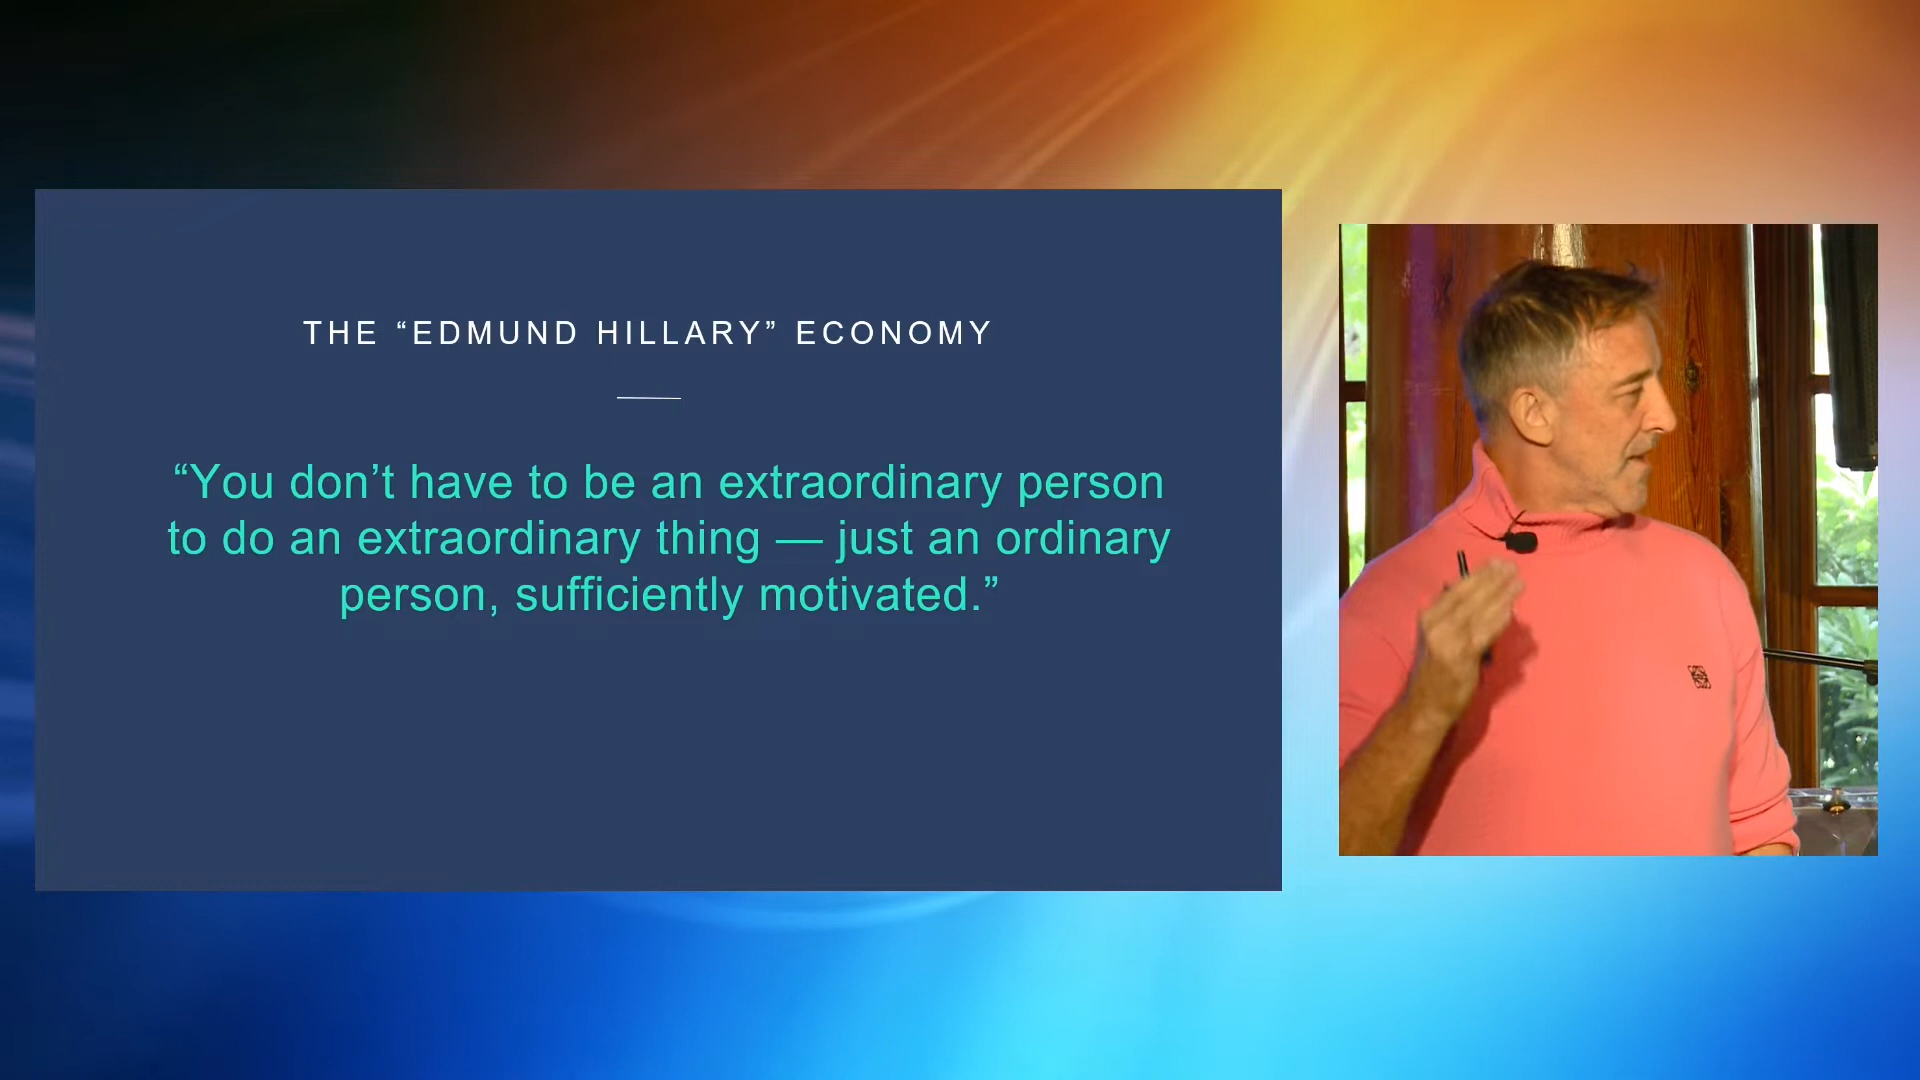 THE “EDMUND HILLARY” ECONOMY
“You don’t have to be an extraordinary person
to do an extraordinary thing — just an ordinary
person, sufficiently motivated.”